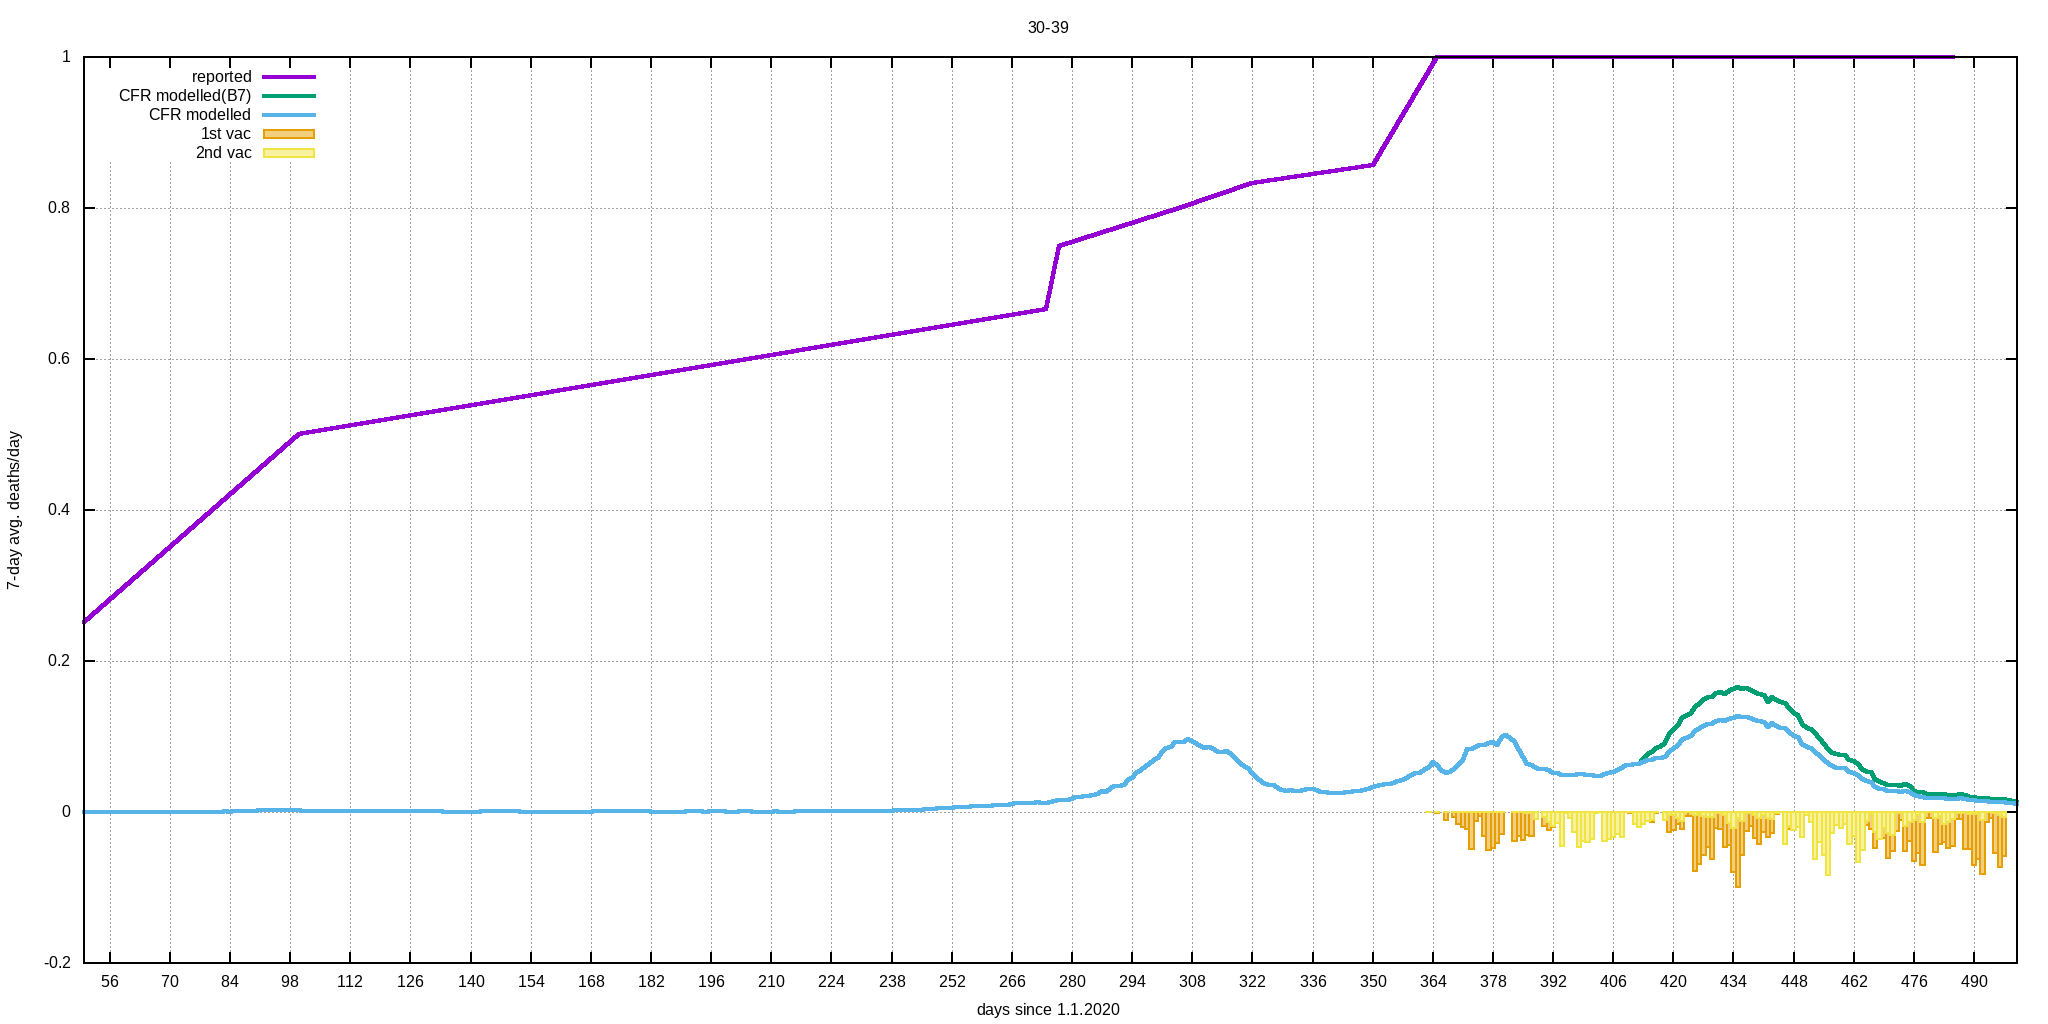 30-39
reported
CFR modelled(B7)
CFR modelled
1st vac
2nd vac
1
0.8
0.6
0.4
0.2
0
-0.2
7-day avg. deaths/day
56 70 84 98 112 126 140 154 168 182 196 210 224 238 252 266 280 294 308 322 336 350 364 378 392 406 420 434 448 462 476 490
days since 1.1.2020